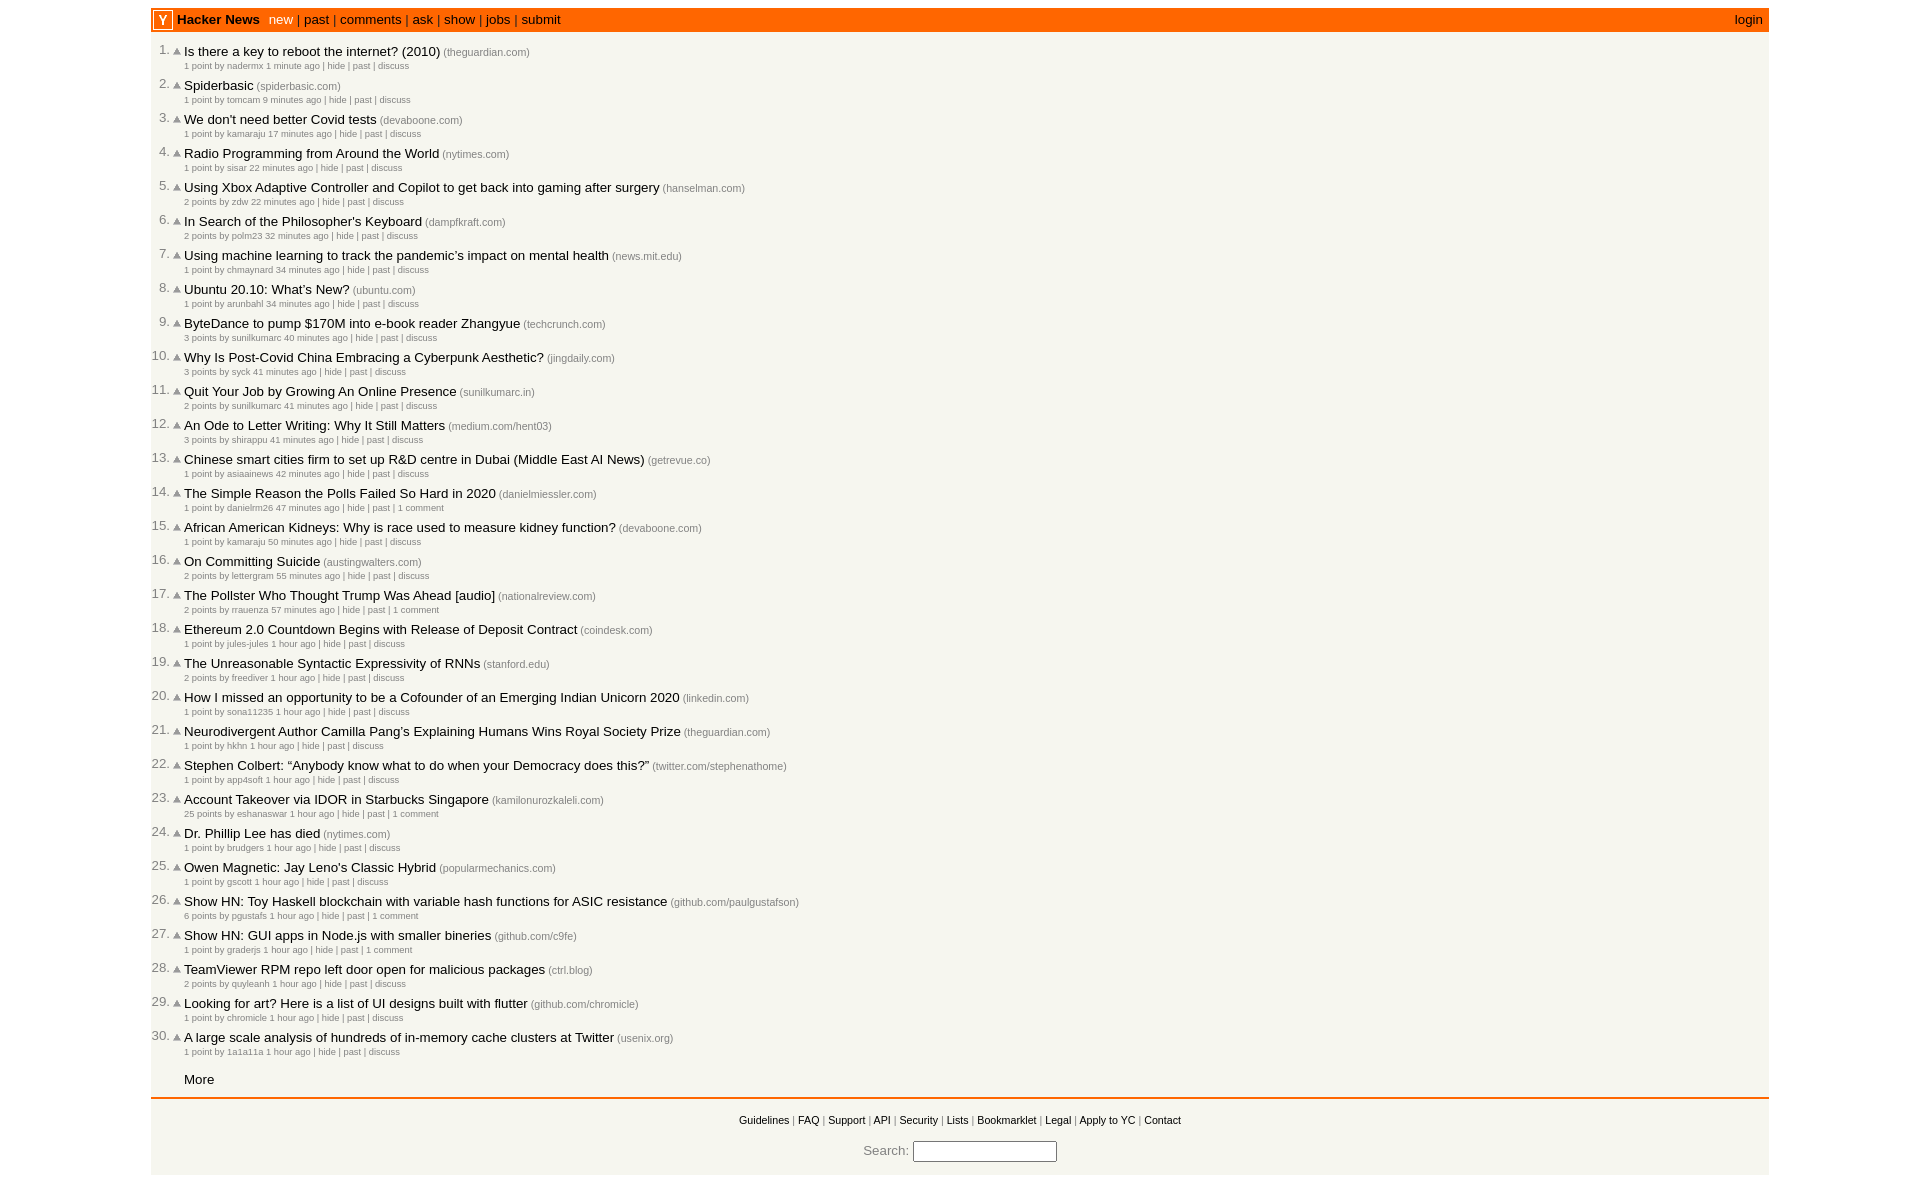 Y Hacker News new | past | comments | ask | show | jobs | submit login
1. Is there a key to reboot the internet? (2010) (theguardian.com)
1 point by nadermx 1 minute ago | hide | past | discuss
2. Spiderbasic (spiderbasic.com)
1 point by tomcam 9 minutes ago | hide | past | discuss
3. We don't need better Covid tests (devaboone.com)
1 point by kamaraju 17 minutes ago | hide | past | discuss
4. Radio Programming from Around the World (nytimes.com)
1 point by sisar 22 minutes ago | hide | past | discuss
5. Using Xbox Adaptive Controller and Copilot to get back into gaming after surgery (hanselman.com)
2 points by zdw 22 minutes ago | hide | past | discuss
6. In Search of the Philosopher's Keyboard (dampfkraft.com)
2 points by polm23 32 minutes ago | hide | past | discuss
7. Using machine learning to track the pandemic’s impact on mental health (news.mit.edu)
1 point by chmaynard 34 minutes ago | hide | past | discuss
8. Ubuntu 20.10: What’s New? (ubuntu.com)
1 point by arunbahl 34 minutes ago | hide | past | discuss
9. ByteDance to pump $170M into e-book reader Zhangyue (techcrunch.com)
3 points by sunilkumarc 40 minutes ago | hide | past | discuss
10. Why Is Post-Covid China Embracing a Cyberpunk Aesthetic? (jingdaily.com)
3 points by syck 41 minutes ago | hide | past | discuss
11. Quit Your Job by Growing An Online Presence (sunilkumarc.in)
2 points by sunilkumarc 41 minutes ago | hide | past | discuss
12. An Ode to Letter Writing: Why It Still Matters (medium.com/hent03)
3 points by shirappu 41 minutes ago | hide | past | discuss
13. Chinese smart cities firm to set up R&D centre in Dubai (Middle East AI News) (getrevue.co)
1 point by asiaainews 42 minutes ago | hide | past | discuss
14. The Simple Reason the Polls Failed So Hard in 2020 (danielmiessler.com)
1 point by danielrm26 47 minutes ago | hide | past | 1 comment
15. African American Kidneys: Why is race used to measure kidney function? (devaboone.com)
1 point by kamaraju 50 minutes ago | hide | past | discuss
16. On Committing Suicide (austingwalters.com)
2 points by lettergram 55 minutes ago | hide | past | discuss
17. The Pollster Who Thought Trump Was Ahead [audio] (nationalreview.com)
2 points by rrauenza 57 minutes ago | hide | past | 1 comment
18. Ethereum 2.0 Countdown Begins with Release of Deposit Contract (coindesk.com)
1 point by jules-jules 1 hour ago | hide | past | discuss
19. The Unreasonable Syntactic Expressivity of RNNs (stanford.edu)
2 points by freediver 1 hour ago | hide | past | discuss
20. How I missed an opportunity to be a Cofounder of an Emerging Indian Unicorn 2020 (linkedin.com)
1 point by sona11235 1 hour ago | hide | past | discuss
21. Neurodivergent Author Camilla Pang’s Explaining Humans Wins Royal Society Prize (theguardian.com)
1 point by hkhn 1 hour ago | hide | past | discuss
22. Stephen Colbert: “Anybody know what to do when your Democracy does this?” (twitter.com/stephenathome)
1 point by app4soft 1 hour ago | hide | past | discuss
23. Account Takeover via IDOR in Starbucks Singapore (kamilonurozkaleli.com)
25 points by eshanaswar 1 hour ago | hide | past | 1 comment
24. Dr. Phillip Lee has died (nytimes.com)
1 point by brudgers 1 hour ago | hide | past | discuss
25. Owen Magnetic: Jay Leno's Classic Hybrid (popularmechanics.com)
1 point by gscott 1 hour ago | hide | past | discuss
26. Show HN: Toy Haskell blockchain with variable hash functions for ASIC resistance (github.com/paulgustafson)
6 points by pgustafs 1 hour ago | hide | past | 1 comment
27. Show HN: GUI apps in Node.js with smaller bineries (github.com/c9fe)
1 point by graderjs 1 hour ago | hide | past | 1 comment
28. TeamViewer RPM repo left door open for malicious packages (ctrl.blog)
2 points by quyleanh 1 hour ago | hide | past | discuss
29. Looking for art? Here is a list of UI designs built with flutter (github.com/chromicle)
1 point by chromicle 1 hour ago | hide | past | discuss
30. A large scale analysis of hundreds of in-memory cache clusters at Twitter (usenix.org)
1 point by 1a1a11a 1 hour ago | hide | past | discuss
More
Guidelines | FAQ | Support | API | Security | Lists | Bookmarklet | Legal | Apply to YC | Contact
Search: